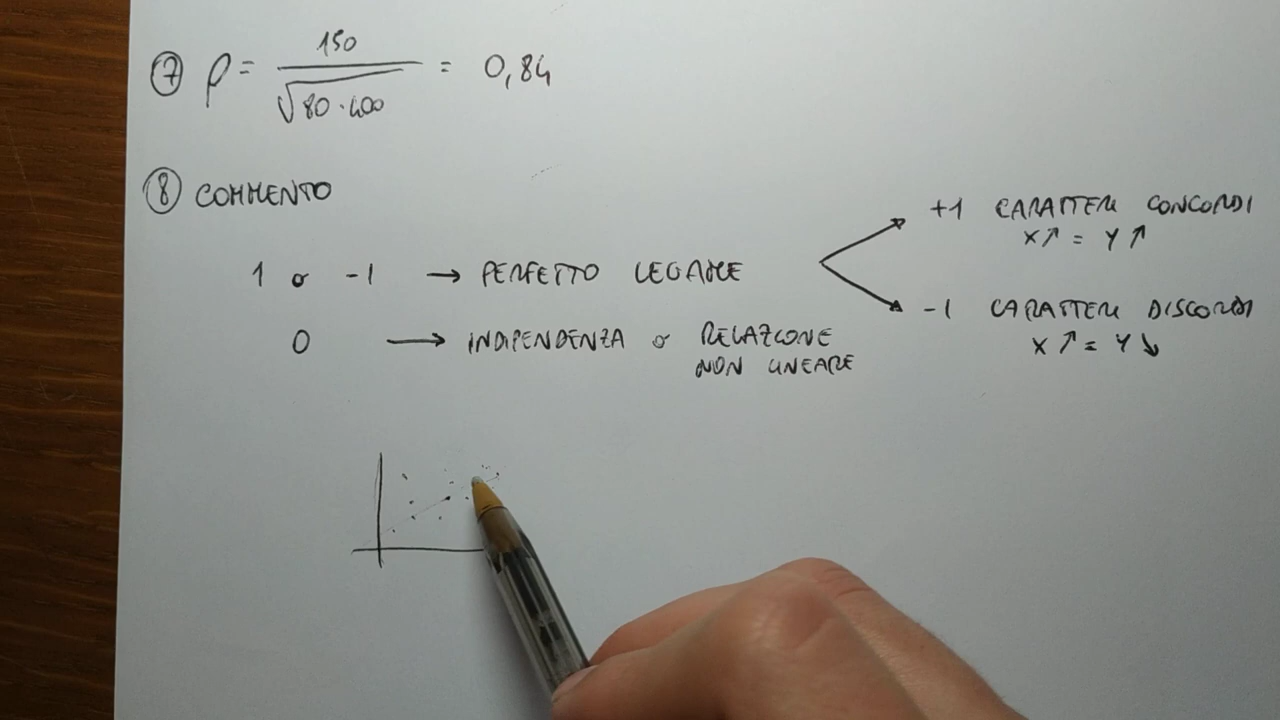 7 ρ = 150 / √80·400 = 0,84
8 COMMENTO
1 o -1 → PERFETTO LEGAME
+1 CARATTERI CONCORDI
X↗ = Y↗
-1 CARATTERI DISCORDI
X↗ = Y↘
0 → INDIPENDENZA o RELAZIONE
NON LINEARE